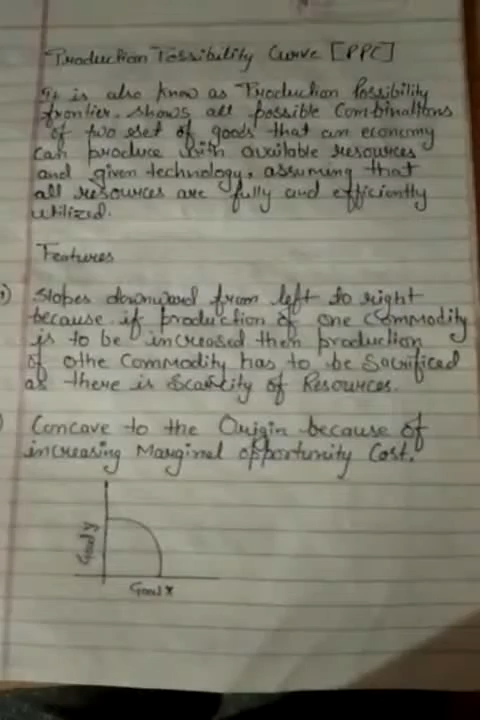 Production Possibility Curve [PPC]
It is also know as Production Possibility
frontier. shows all possible Combinations
of two set of goods that an economy
can produce with available resources
and given technology, assuming that
all resources are fully and efficiently
utilized.
Features
1) Slopes downward from left to right
because if production of one Commodity
is to be increased then production
of othe Commodity has to be Sacrificed
as there is Scarcity of Resources.
Concave to the Origin because of
increasing Marginal opportunity Cost.
Good y
Good x